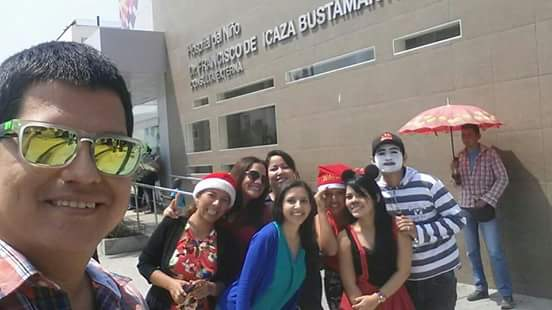 Hospital del Niño
Dr. FRANCISCO DE ICAZA BUSTAMANTE
CONSULTA EXTERNA